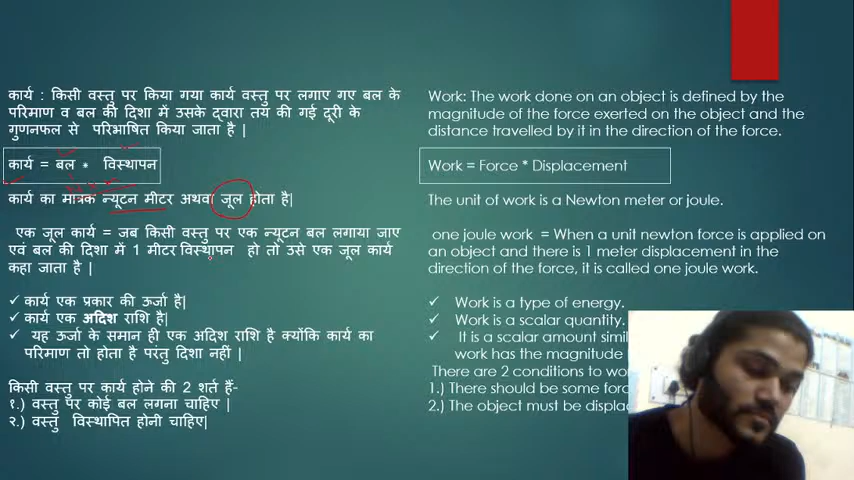 कार्य : किसी वस्तु पर किया गया कार्य वस्तु पर लगाए गए बल के
परिमाण व बल की दिशा में उसके द्वारा तय की गई दूरी के
गुणनफल से परिभाषित किया जाता है |
कार्य = बल * विस्थापन
कार्य का मात्रक न्यूटन मीटर अथवा जूल होता है|
एक जूल कार्य = जब किसी वस्तु पर एक न्यूटन बल लगाया जाए
एवं बल की दिशा में 1 मीटर विस्थापन हो तो उसे एक जूल कार्य
कहा जाता है |
✓ कार्य एक प्रकार की ऊर्जा है|
✓ कार्य एक अदिश राशि है |
✓ यह ऊर्जा के समान ही एक अदिश राशि है क्योंकि कार्य का
परिमाण तो होता है परंतु दिशा नहीं |
किसी वस्तु पर कार्य होने की 2 शर्त हैं-
१.) वस्तु पर कोई बल लगना चाहिए |
२.) वस्तु विस्थापित होनी चाहिए|
Work: The work done on an object is defined by the
magnitude of the force exerted on the object and the
distance travelled by it in the direction of the force.
Work = Force * Displacement
The unit of work is a Newton meter or joule.
one joule work = When a unit newton force is applied on
an object and there is 1 meter displacement in the
direction of the force, it is called one joule work.
✓ Work is a type of energy.
✓ Work is a scalar quantity.
✓ It is a scalar amount
work has the magnitude
There are 2 conditions to
1.) There should be some
2.) The object must be